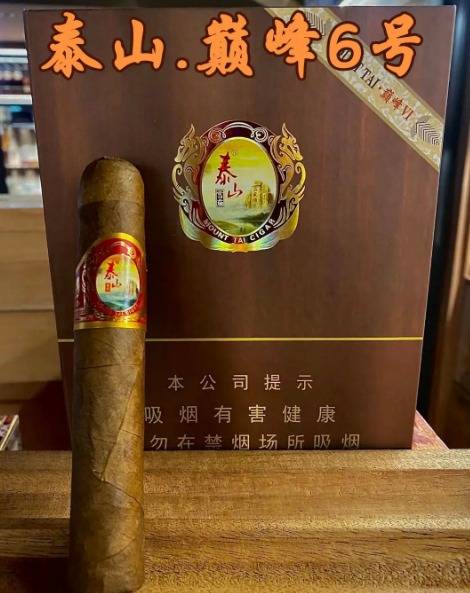 泰山.巅峰6号
TAI·巅峰VI
泰山
MOUNT TAI CIGAR
泰山
本公司提示
吸烟有害健康
勿在禁烟场所吸烟